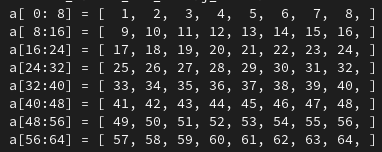 a[ 0: 8] = [  1,  2,  3,  4,  5,  6,  7,  8, ]
a[ 8:16] = [  9, 10, 11, 12, 13, 14, 15, 16, ]
a[16:24] = [ 17, 18, 19, 20, 21, 22, 23, 24, ]
a[24:32] = [ 25, 26, 27, 28, 29, 30, 31, 32, ]
a[32:40] = [ 33, 34, 35, 36, 37, 38, 39, 40, ]
a[40:48] = [ 41, 42, 43, 44, 45, 46, 47, 48, ]
a[48:56] = [ 49, 50, 51, 52, 53, 54, 55, 56, ]
a[56:64] = [ 57, 58, 59, 60, 61, 62, 63, 64, ]